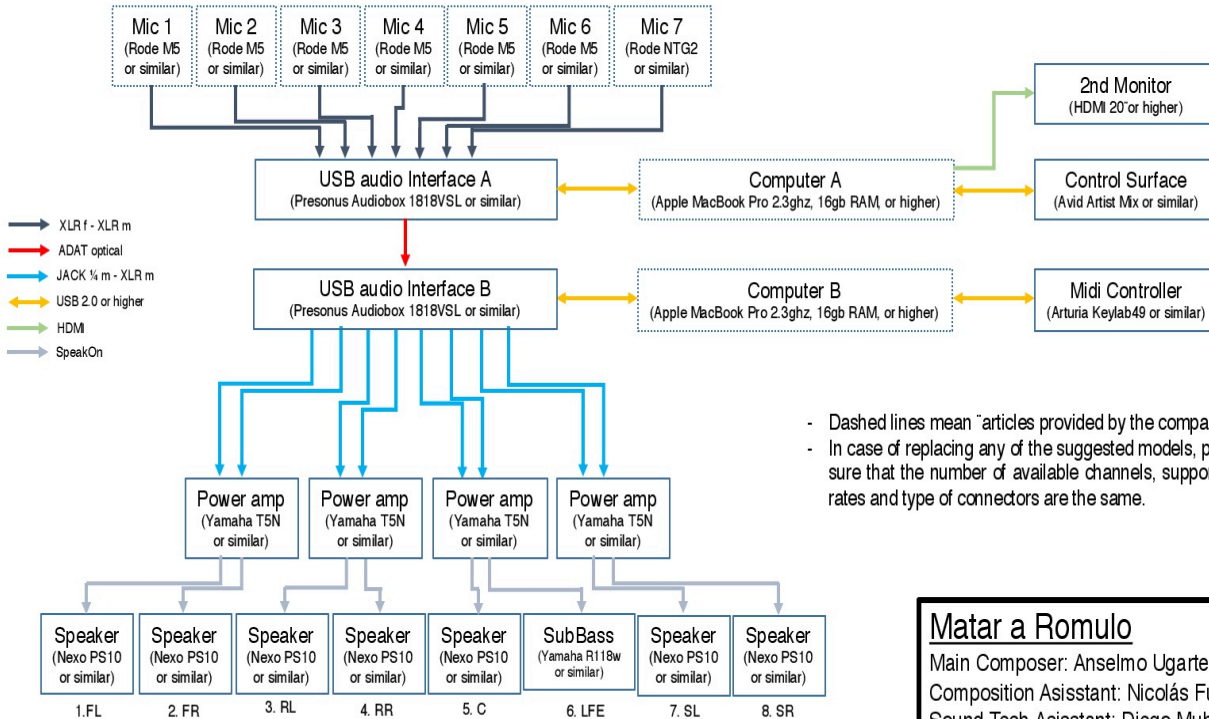 Mic 1
(Rode M5
or similar)
Mic 2
(Rode M5
or similar)
Mic 3
(Rode M5
or similar)
Mic 4
(Rode M5
or similar)
Mic 5
(Rode M5
or similar)
Mic 6
(Rode M5
or similar)
Mic 7
(Rode NTG2
or similar)
2nd Monitor
(HDMI 20¨or higher)
USB audio Interface A
(Presonus Audiobox 1818VSL or similar)
Computer A
(Apple MacBook Pro 2.3ghz, 16gb RAM, or higher)
Control Surface
(Avid Artist Mix or similar)
XLR f - XLR m
ADAT optical
JACK ¼ m - XLR m
USB 2.0 or higher
HDMI
SpeakOn
USB audio Interface B
(Presonus Audiobox 1818VSL or similar)
Computer B
(Apple MacBook Pro 2.3ghz, 16gb RAM, or higher)
Midi Controller
(Arturia Keylab49 or similar)
- Dashed lines mean ¨articles provided by the compa
- In case of replacing any of the suggested models, p
sure that the number of available channels, suppor
rates and type of connectors are the same.
Power amp
(Yamaha T5N
or similar)
Power amp
(Yamaha T5N
or similar)
Power amp
(Yamaha T5N
or similar)
Power amp
(Yamaha T5N
or similar)
Speaker
(Nexo PS10
or similar)
Speaker
(Nexo PS10
or similar)
Speaker
(Nexo PS10
or similar)
Speaker
(Nexo PS10
or similar)
Speaker
(Nexo PS10
or similar)
SubBass
(Yamaha R118w
or similar)
Speaker
(Nexo PS10
or similar)
Speaker
(Nexo PS10
or similar)
1.FL
2. FR
3. RL
4. RR
5. C
6. LFE
7. SL
8. SR
Matar a Romulo
Main Composer: Anselmo Ugarte
Composition Asisstant: Nicolás Fu
Sound Tech Asisstant: Diego